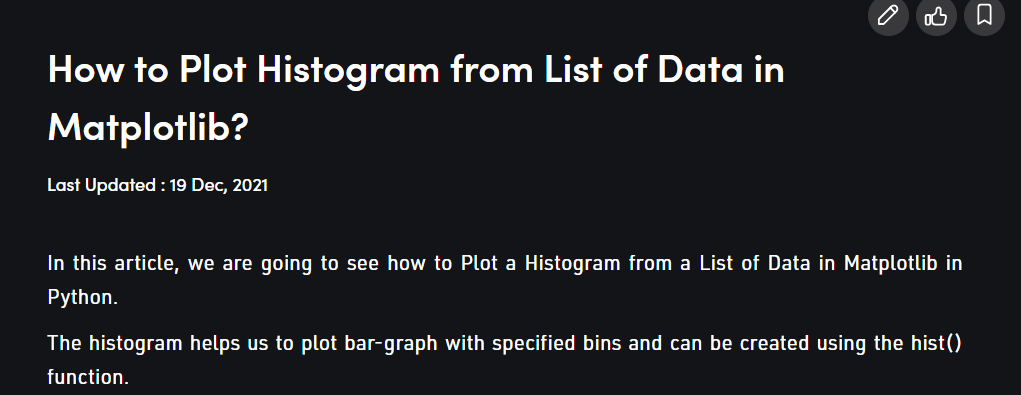 How to Plot Histogram from List of Data in
Matplotlib?
Last Updated : 19 Dec, 2021
In this article, we are going to see how to Plot a Histogram from a List of Data in Matplotlib in
Python.
The histogram helps us to plot bar-graph with specified bins and can be created using the hist()
function.